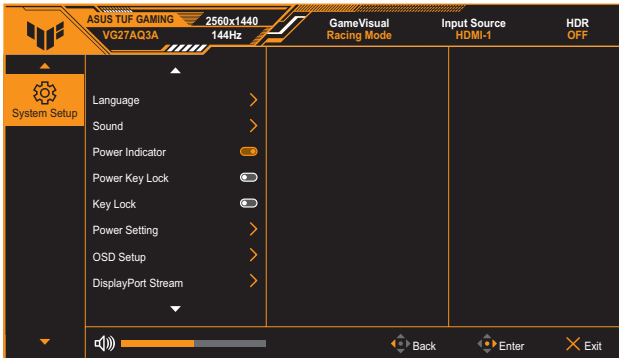 ASUS TUF GAMING
VG27AQ3A
2560x1440
144Hz
GameVisual
Racing Mode
Input Source
HDMI-1
HDR
OFF
System Setup
Language
Sound
Power Indicator
Power Key Lock
Key Lock
Power Setting
OSD Setup
DisplayPort Stream
Back
Enter
Exit